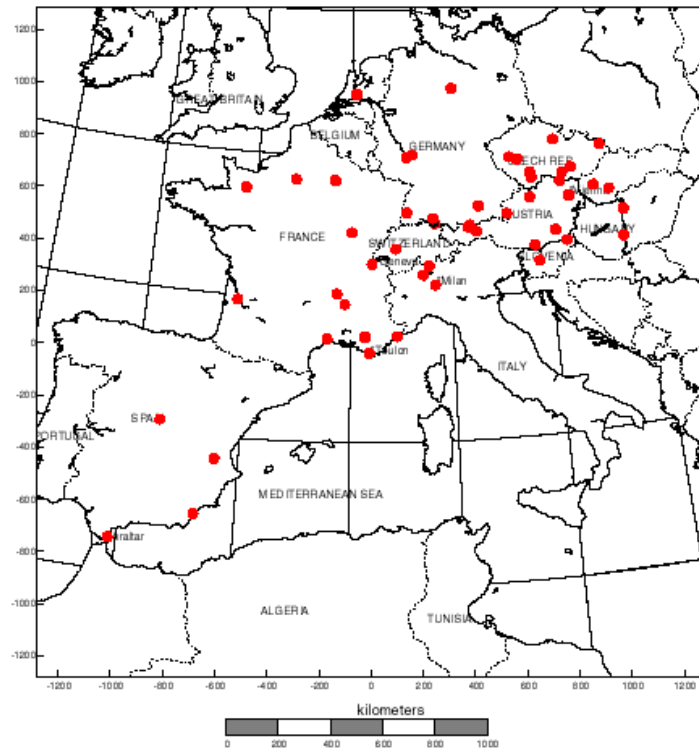 1200
1000
GREAT BRITAIN
800
BELGIUM
GERMANY
CZECH REP.
600
400
FRANCE
AUSTRIA
HUNGARY
SWITZERLAND
Geneva
SLOVENIA
200
Milan
0
Toulon
ITALY
-200
SPA
PORTUGAL
-400
MEDITERRANEAN SEA
-600
-800
-1000
ALGERIA
TUNISIA
-1200
-1200 -1000 -800 -600 -400 -200 0 200 400 600 800 1000 1200
kilometers
0 200 400 600 800 1000